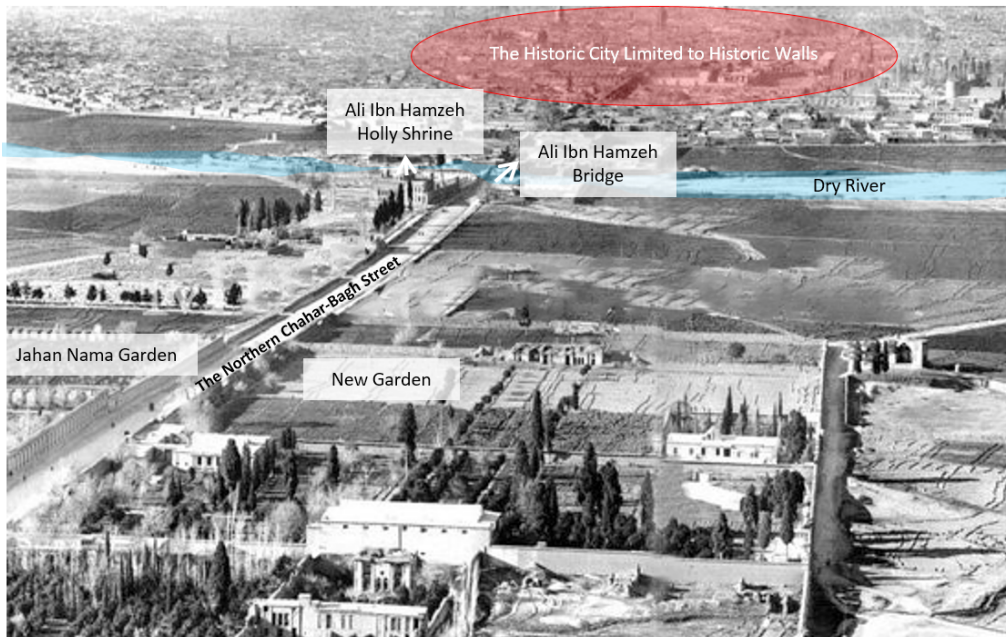 The Historic City Limited to Historic Walls
Ali Ibn Hamzeh
Holly Shrine
Ali Ibn Hamzeh
Bridge
Dry River
The Northern Chahar-Bagh Street
Jahan Nama Garden
New Garden